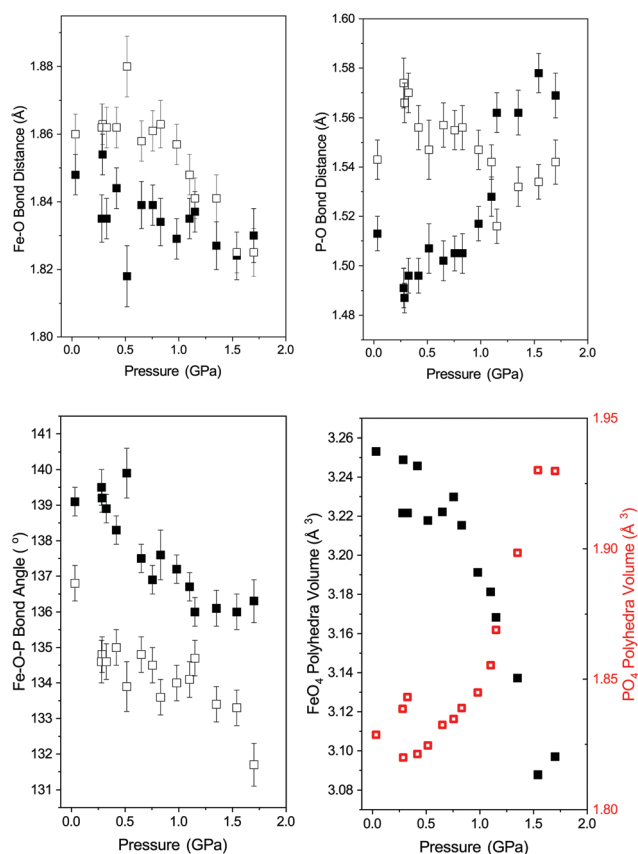 1.88
1.86
1.84
1.82
1.80
Fe-O Bond Distance (Å)
0.0 0.5 1.0 1.5 2.0
Pressure (GPa)
1.60
1.58
1.56
1.54
1.52
1.50
1.48
P-O Bond Distance (Å)
0.0 0.5 1.0 1.5 2.0
Pressure (GPa)
141
140
139
138
137
136
135
134
133
132
131
Fe-O-P Bond Angle (°)
0.0 0.5 1.0 1.5 2.0
Pressure (GPa)
3.26
3.24
3.22
3.20
3.18
3.16
3.14
3.12
3.10
3.08
FeO4 Polyhedra Volume (Å 3)
1.95
1.90
1.85
1.80
PO4 Polyhedra Volume (Å 3)
0.0 0.5 1.0 1.5 2.0
Pressure (GPa)